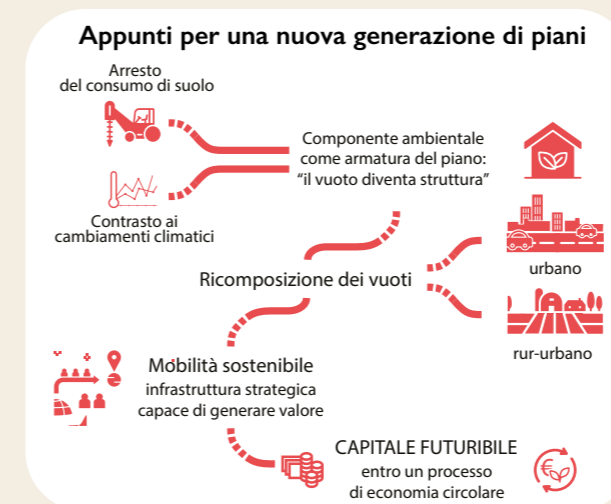 Appunti per una nuova generazione di piani
Arresto
del consumo di suolo
Componente ambientale
come armatura del piano:
“il vuoto diventa struttura”
Contrasto ai
cambiamenti climatici
urbano
Ricomposizione dei vuoti
rur-urbano
Mobilità sostenibile
infrastruttura strategica
capace di generare valore
CAPITALE FUTURIBILE
entro un processo
di economia circolare